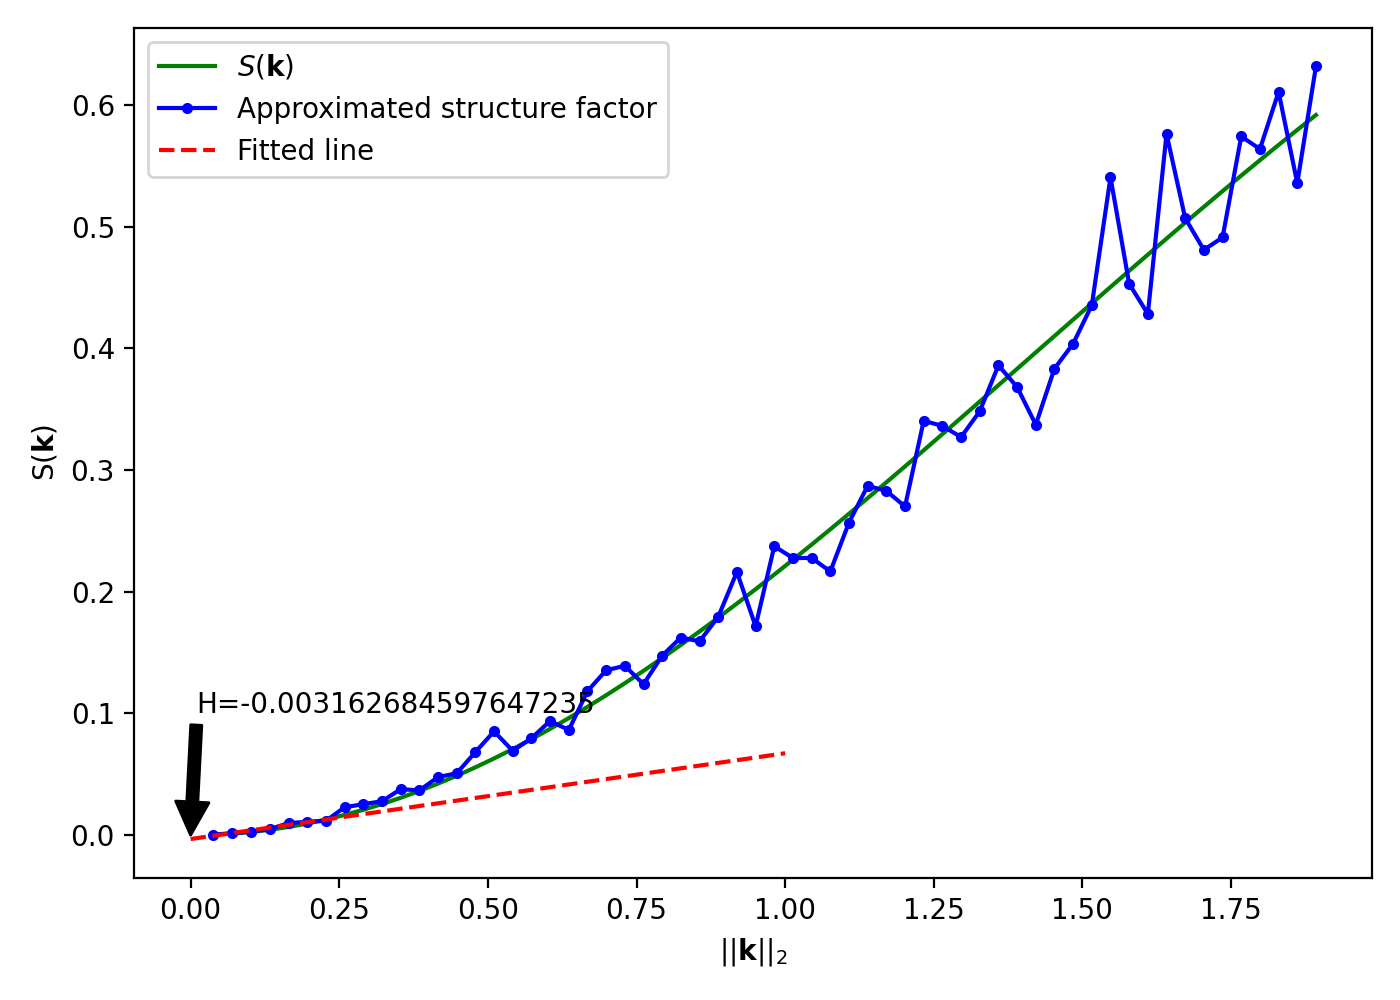 S(k)
Approximated structure factor
Fitted line
0.6
0.5
0.4
0.3
0.2
0.1
0.0
S(k)
H=-0.003162684597647235
0.00 0.25 0.50 0.75 1.00 1.25 1.50 1.75
||k||₂